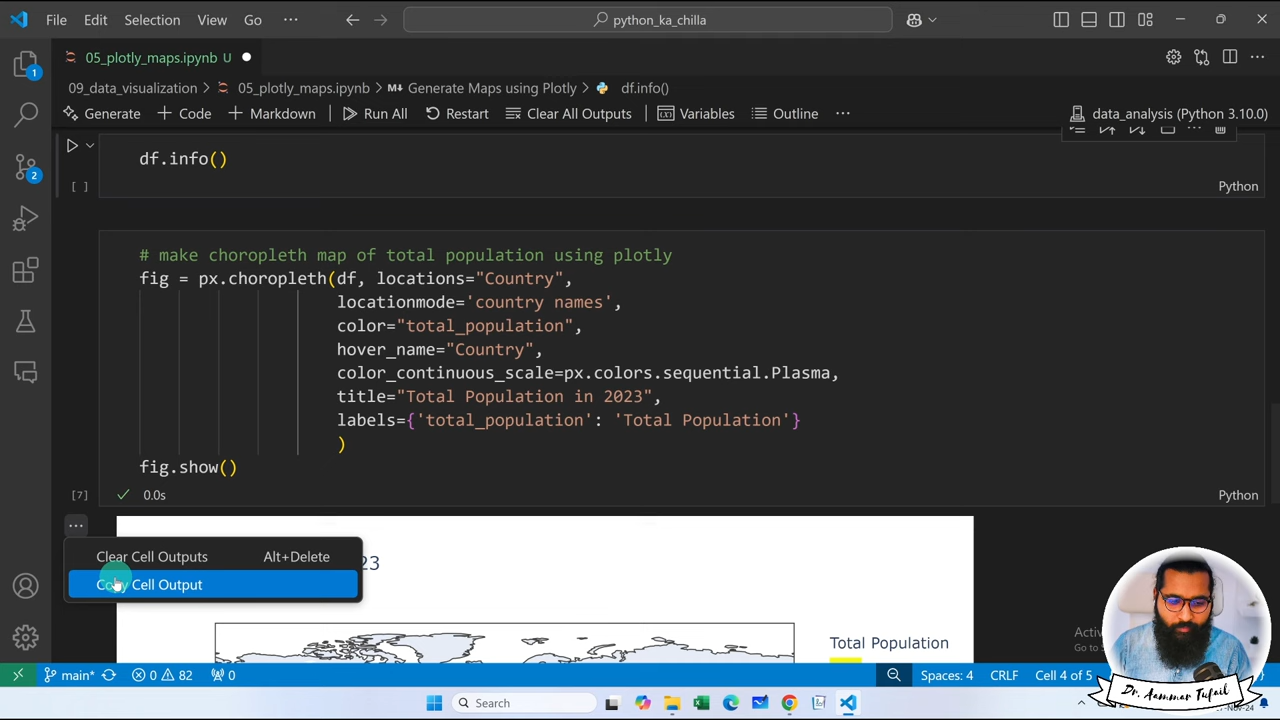 File Edit Selection View Go ··· python_ka_chilla
05_plotly_maps.ipynb U
09_data_visualization > 05_plotly_maps.ipynb > Generate Maps using Plotly > df.info()
Generate + Code + Markdown Run All Restart Clear All Outputs Variables Outline ··· data_analysis (Python 3.10.0)
df.info()
[ ] Python
# make choropleth map of total population using plotly
fig = px.choropleth(df, locations="Country",
locationmode='country names',
color="total_population",
hover_name="Country",
color_continuous_scale=px.colors.sequential.Plasma,
title="Total Population in 2023",
labels={'total_population': 'Total Population'}
)
fig.show()
[7] 0.0s Python
23
Clear Cell Outputs Alt+Delete
Copy Cell Output
Total Population
1
2
main* 0 82 0 Spaces: 4 CRLF Cell 4 of 5
Search
Dr. Aammar Tufail